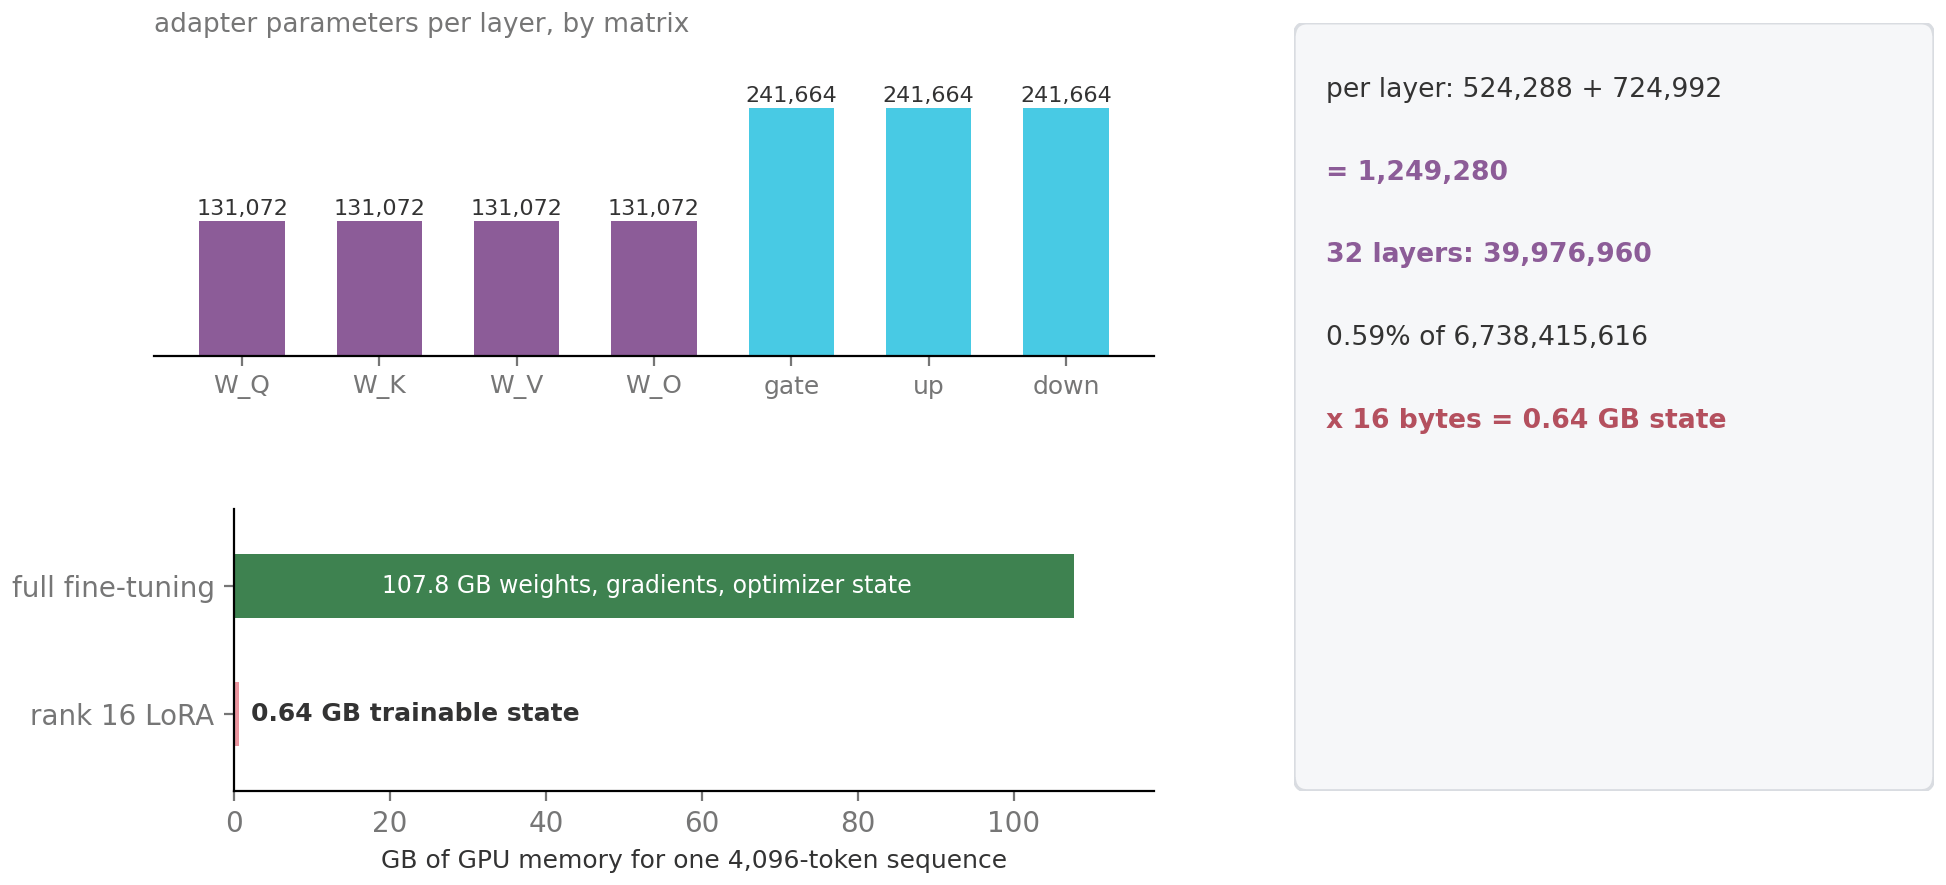 adapter parameters per layer, by matrix
131,072 131,072 131,072 131,072 241,664 241,664 241,664
W_Q W_K W_V W_O gate up down
full fine-tuning
107.8 GB weights, gradients, optimizer state
rank 16 LoRA
0.64 GB trainable state
0 20 40 60 80 100
GB of GPU memory for one 4,096-token sequence
per layer: 524,288 + 724,992
= 1,249,280
32 layers: 39,976,960
0.59% of 6,738,415,616
x 16 bytes = 0.64 GB state